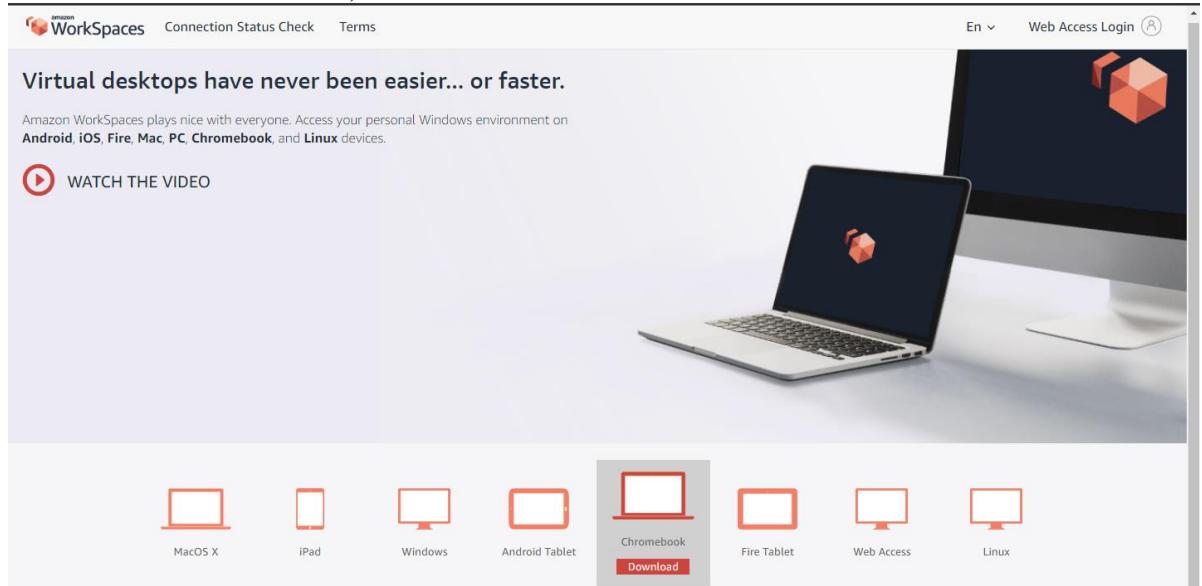 amazon
WorkSpaces Connection Status Check Terms En Web Access Login
Virtual desktops have never been easier... or faster.
Amazon WorkSpaces plays nice with everyone. Access your personal Windows environment on
Android, iOS, Fire, Mac, PC, Chromebook, and Linux devices.
WATCH THE VIDEO
MacOS X iPad Windows Android Tablet Chromebook Fire Tablet Web Access Linux
Download